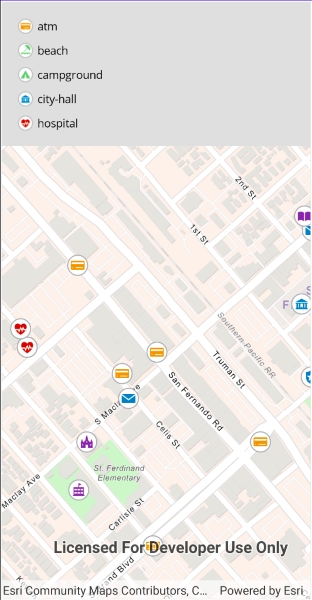 atm
beach
campground
city-hall
hospital
2nd St
1st St
F
S
Southern Pacific RR
Truman St
San Fernando Rd
S Maclay Ave
Celis St
St. Ferdinand
Elementary
Maclay Ave
Carlisle St
and Blvd
Licensed For Developer Use Only
Esri Community Maps Contributors, C... Powered by Esri